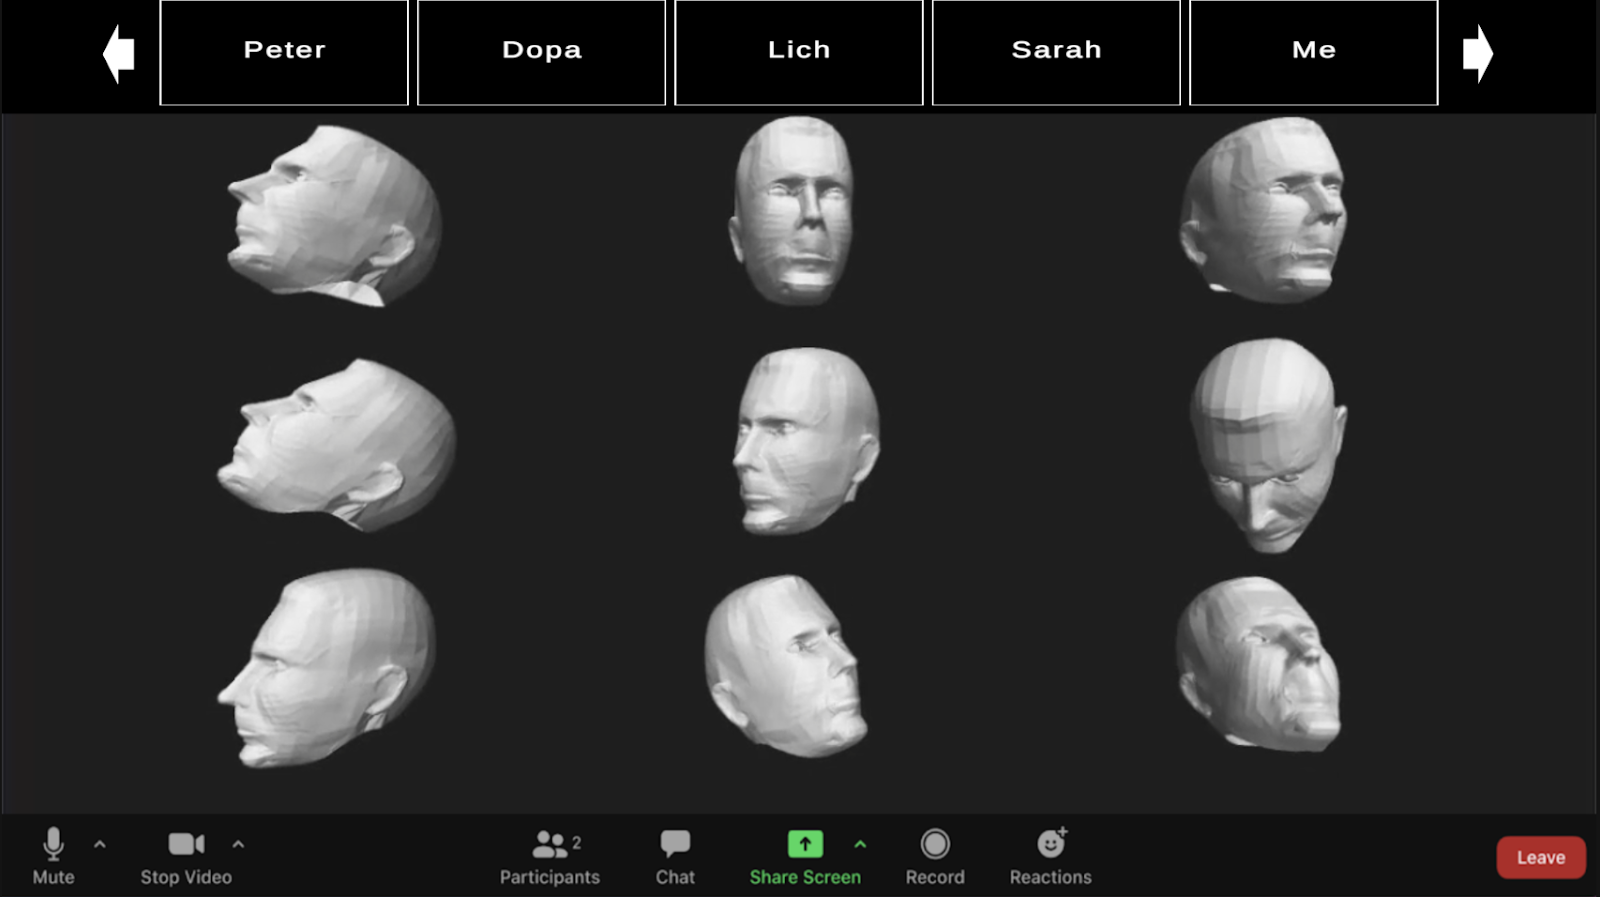 Peter
Dopa
Lich
Sarah
Me
Mute
Stop Video
Participants
2
Chat
Share Screen
Record
Reactions
Leave